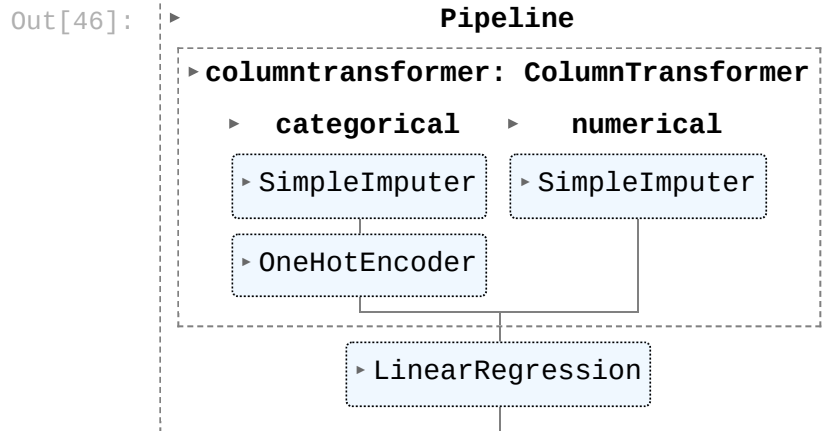 Out[46]:
Pipeline
columntransformer: ColumnTransformer
categorical numerical
SimpleImputer SimpleImputer
OneHotEncoder
LinearRegression